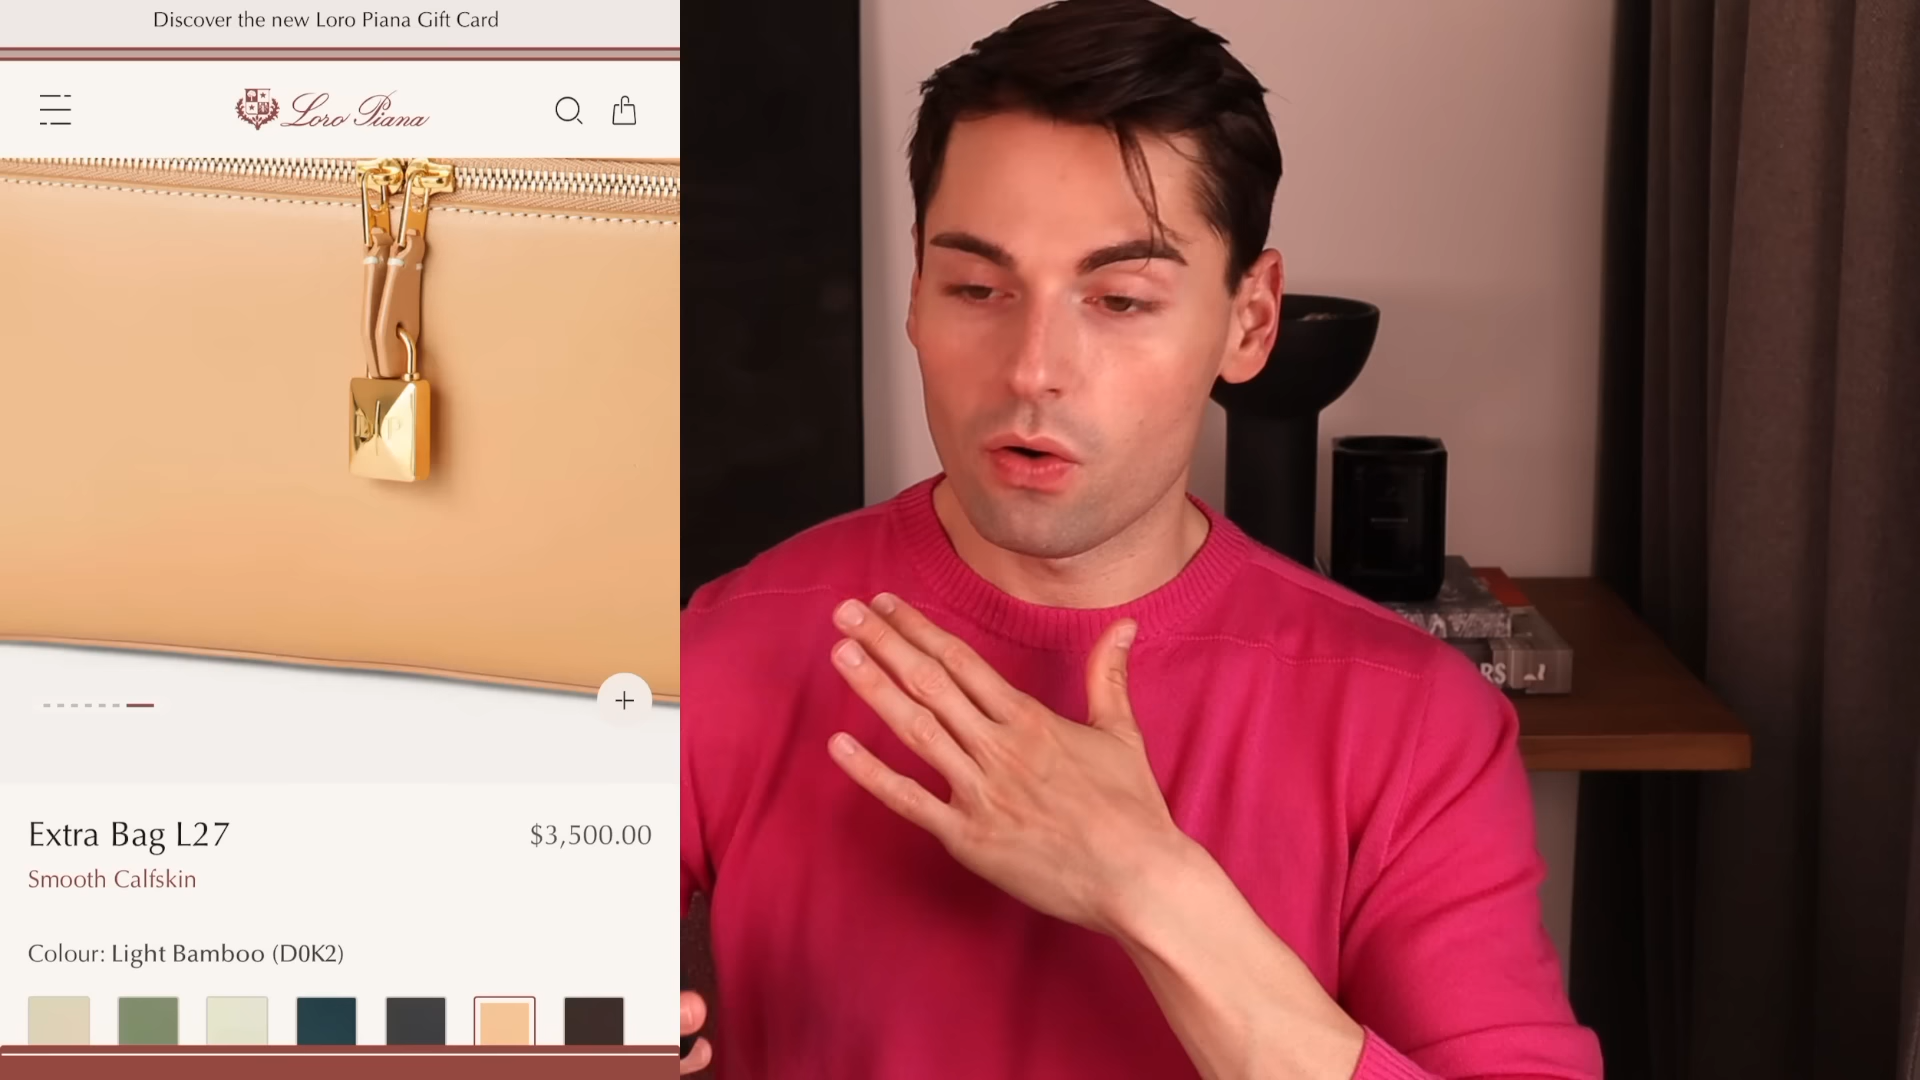 Discover the new Loro Piana Gift Card
Loro Piana
Extra Bag L27
$3,500.00
Smooth Calfskin
Colour: Light Bamboo (D0K2)
RS